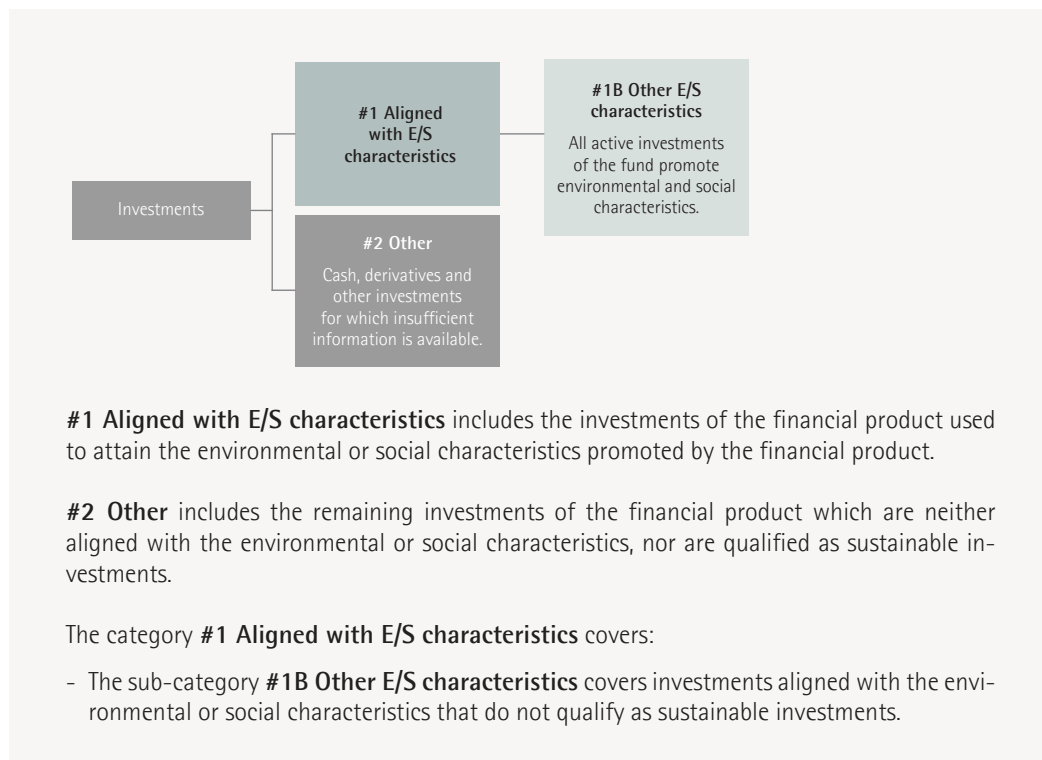 #1 Aligned
with E/S
characteristics
#1B Other E/S
characteristics
All active investments
of the fund promote
environmental and social
characteristics.
Investments
#2 Other
Cash, derivatives and
other investments
for which insufficient
information is available.
#1 Aligned with E/S characteristics includes the investments of the financial product used
to attain the environmental or social characteristics promoted by the financial product.
#2 Other includes the remaining investments of the financial product which are neither
aligned with the environmental or social characteristics, nor are qualified as sustainable in-
vestments.
The category #1 Aligned with E/S characteristics covers:
- The sub-category #1B Other E/S characteristics covers investments aligned with the envi-
ronmental or social characteristics that do not qualify as sustainable investments.